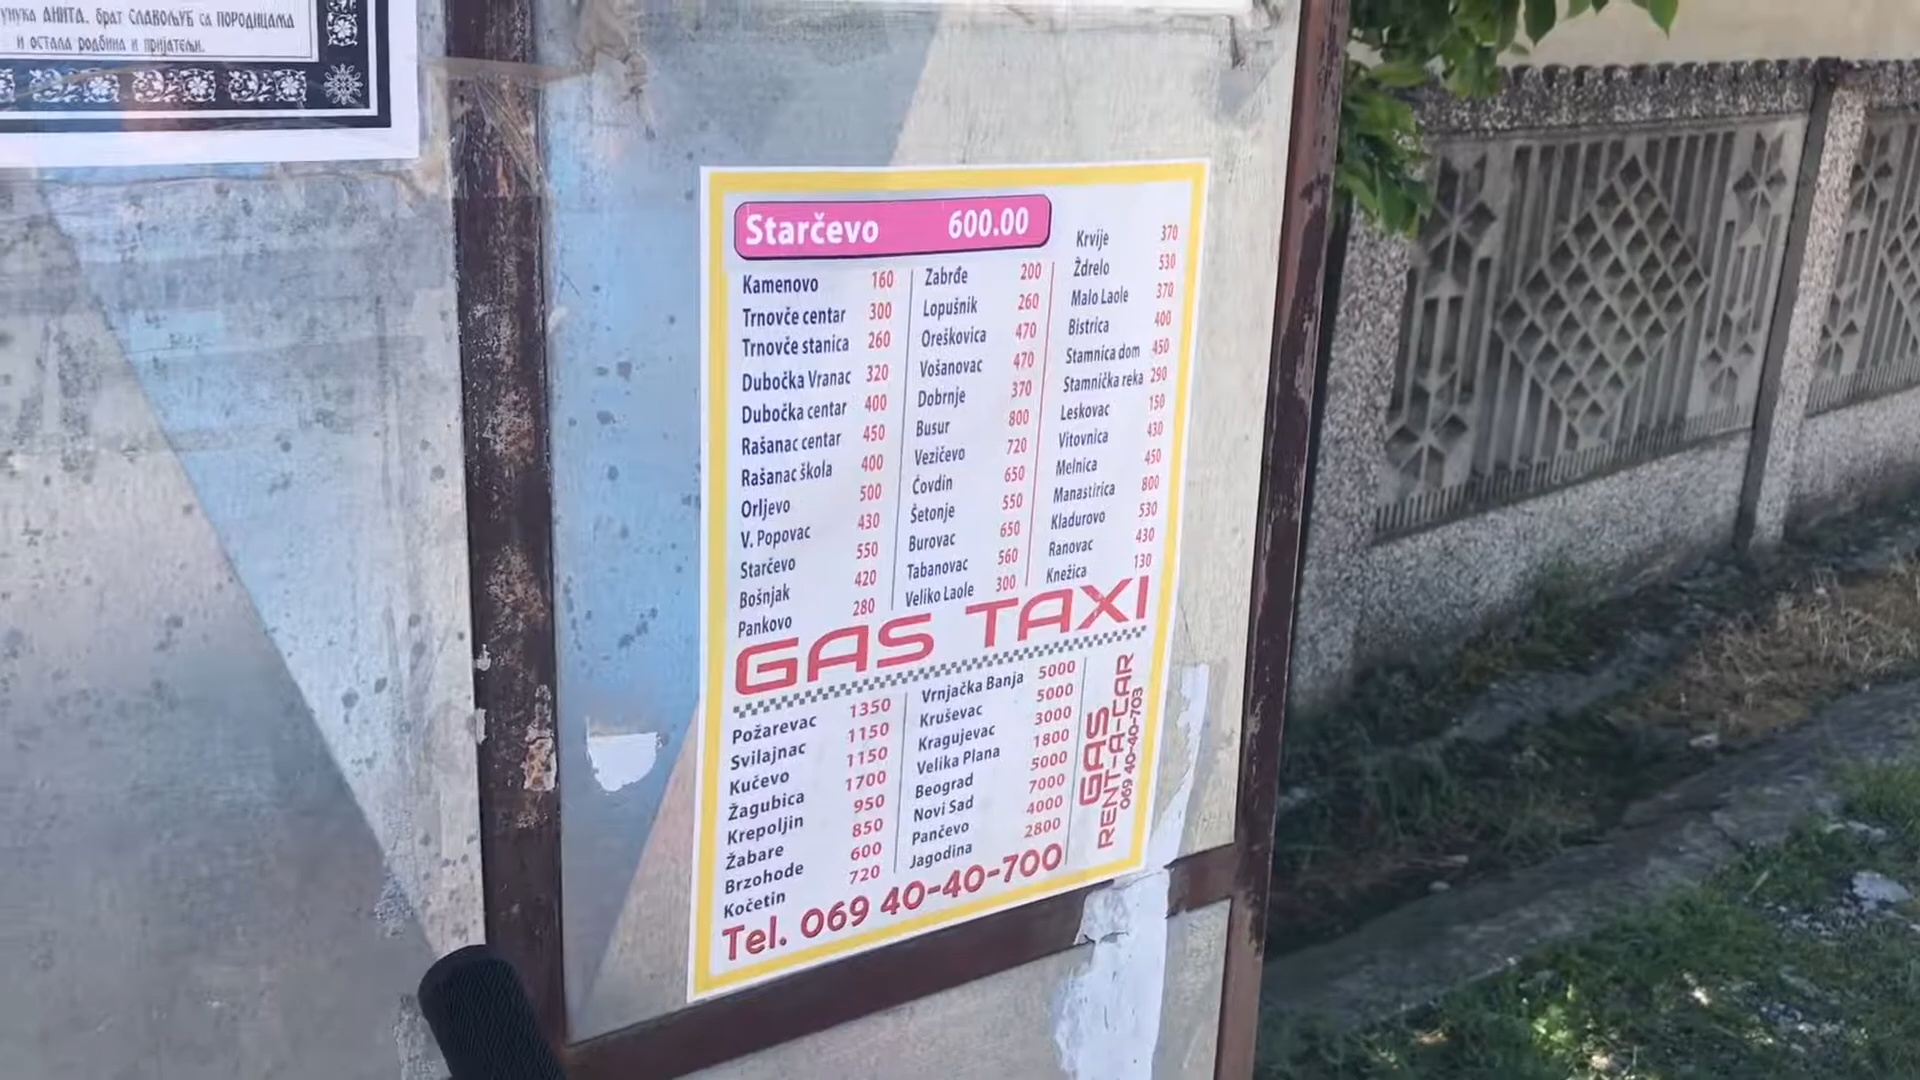 унука АНИТА, брат СЛАВОЉУБ са ПОРОДИЦАМА
и остала родбина и пријатељи.
Starčevo 600.00
Kamenovo 160
Trnovče centar 300
Trnovče stanica 260
Dubočka Vranac 320
Dubočka centar 400
Rašanac centar 450
Rašanac škola 400
Orljevo 500
V. Popovac 430
Starčevo 550
Bošnjak 420
Pankovo 280
Zabrđe 200
Lopušnik 260
Oreškovica 470
Vošanovac 470
Dobrnje 370
Busur 800
Vezičevo 720
Čovdin 650
Šetonje 550
Burovac 650
Tabanovac 560
Veliko Laole 300
Krvije 370
Ždrelo 530
Malo Laole 370
Bistrica 400
Stamnica dom 450
Stamnička reka 290
Leskovac 150
Vitovnica 430
Melnica 450
Manastirica 800
Kladurovo 530
Ranovac 430
Knežica 130
GAS TAXI
Požarevac 1350
Svilajnac 1150
Kučevo 1150
Žagubica 1700
Krepoljin 950
Žabare 850
Brzohode 600
Kočetin 720
Vrnjačka Banja 5000
Kruševac 5000
Kragujevac 3000
Velika Plana 1800
Beograd 5000
Novi Sad 7000
Pančevo 4000
Jagodina 2800
GAS
RENT-A-CAR
069 40-40-703
Tel. 069 40-40-700